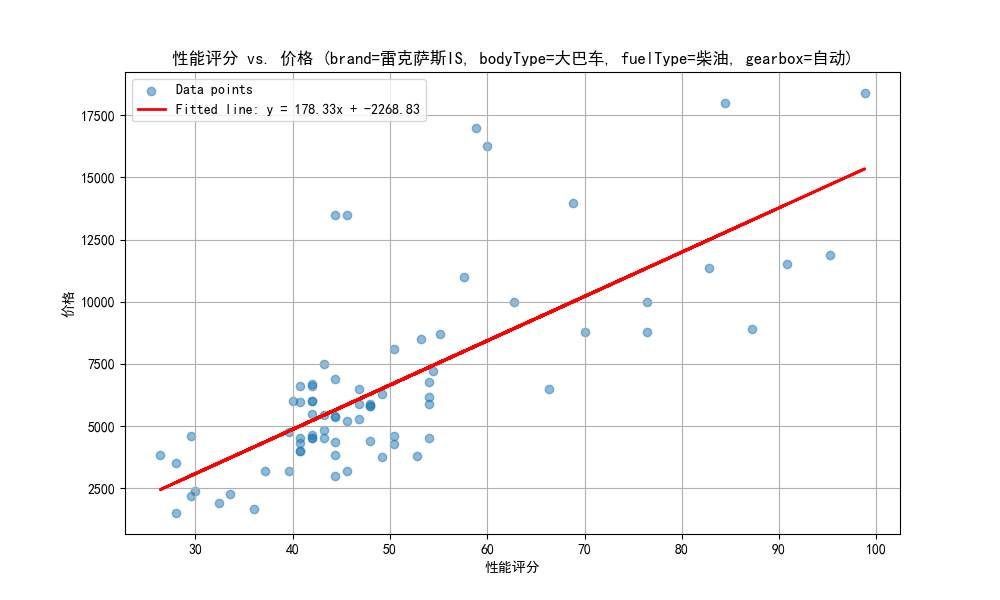 性能评分 vs. 价格 (brand=雷克萨斯IS, bodyType=大巴车, fuelType=柴油, gearbox=自动)
Data points
Fitted line: y = 178.33x + -2268.83
17500
15000
12500
10000
7500
5000
2500
价格
30 40 50 60 70 80 90 100
性能评分